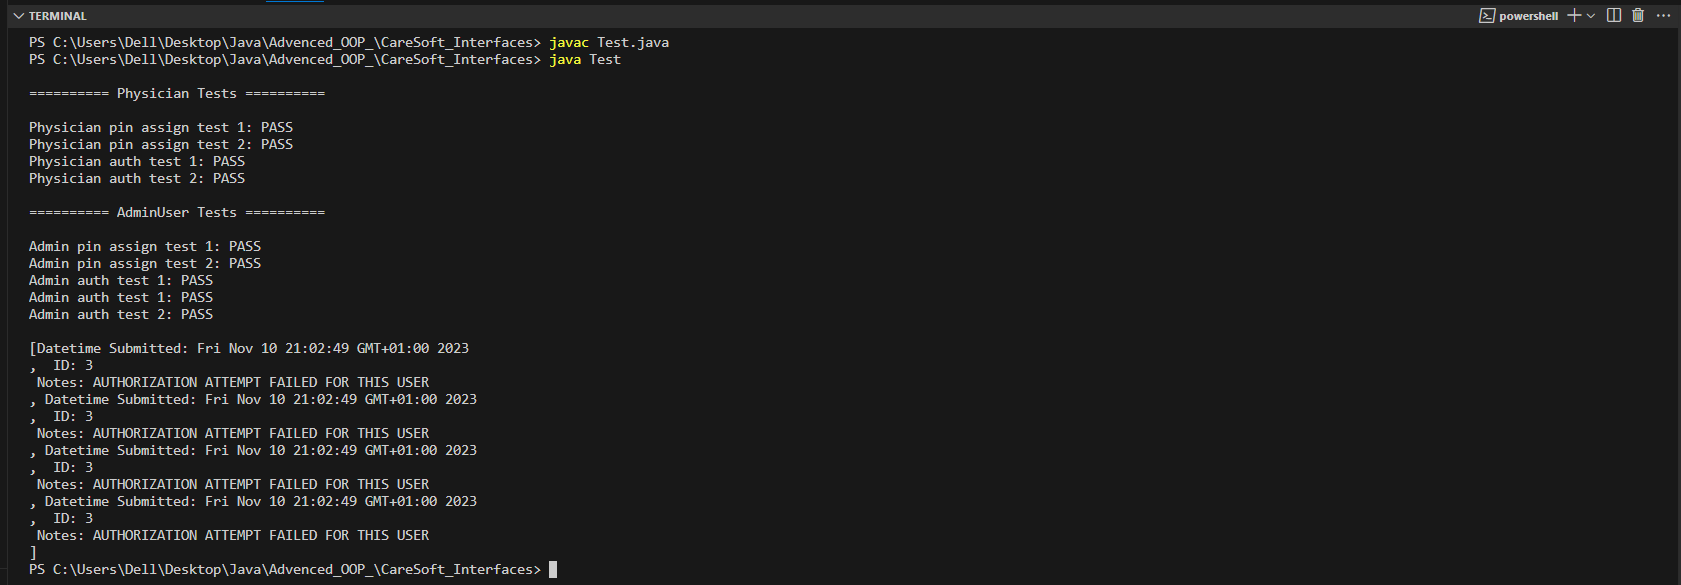 TERMINAL
powershell
PS C:\Users\Dell\Desktop\Java\Advenced_OOP_\CareSoft_Interfaces> javac Test.java
PS C:\Users\Dell\Desktop\Java\Advenced_OOP_\CareSoft_Interfaces> java Test
========== Physician Tests ==========
Physician pin assign test 1: PASS
Physician pin assign test 2: PASS
Physician auth test 1: PASS
Physician auth test 2: PASS
========== AdminUser Tests ==========
Admin pin assign test 1: PASS
Admin pin assign test 2: PASS
Admin auth test 1: PASS
Admin auth test 1: PASS
Admin auth test 2: PASS
[Datetime Submitted: Fri Nov 10 21:02:49 GMT+01:00 2023
,  ID: 3
 Notes: AUTHORIZATION ATTEMPT FAILED FOR THIS USER
, Datetime Submitted: Fri Nov 10 21:02:49 GMT+01:00 2023
,  ID: 3
 Notes: AUTHORIZATION ATTEMPT FAILED FOR THIS USER
, Datetime Submitted: Fri Nov 10 21:02:49 GMT+01:00 2023
,  ID: 3
 Notes: AUTHORIZATION ATTEMPT FAILED FOR THIS USER
, Datetime Submitted: Fri Nov 10 21:02:49 GMT+01:00 2023
,  ID: 3
 Notes: AUTHORIZATION ATTEMPT FAILED FOR THIS USER
]
PS C:\Users\Dell\Desktop\Java\Advenced_OOP_\CareSoft_Interfaces>